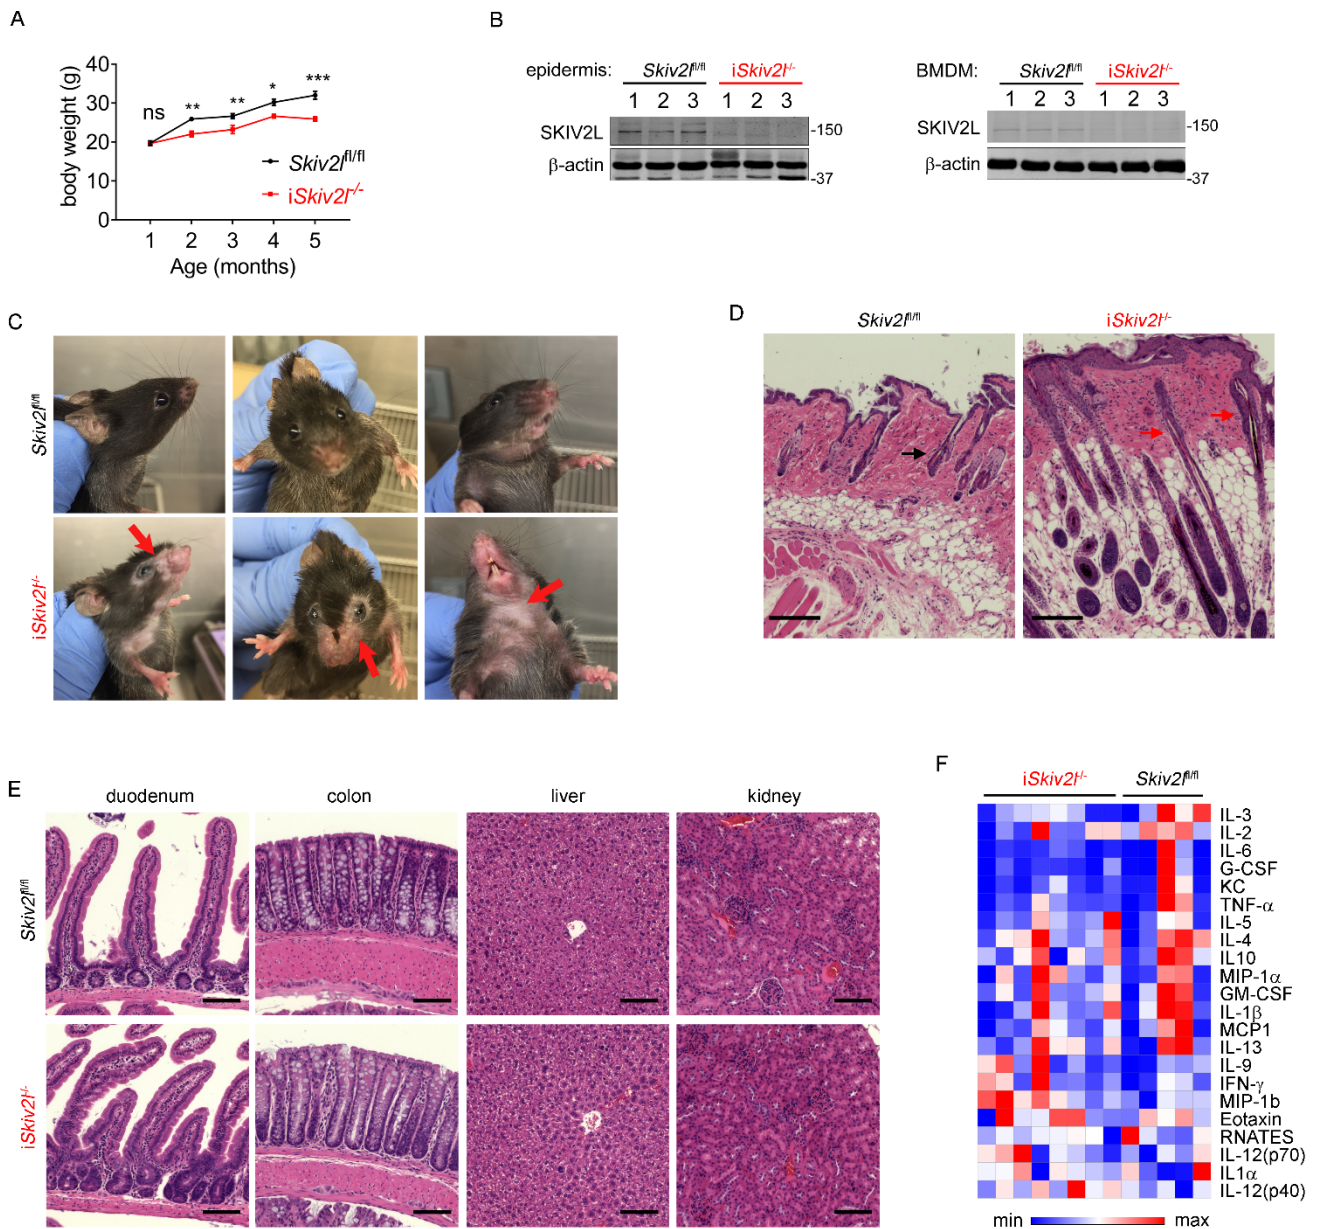 A
body weight (g)
40
30
20
10
0
ns
**
**
*
***
Skiv2l fl/fl
iSkiv2l-/-
1 2 3 4 5
Age (months)
B
epidermis: Skiv2l fl/fl iSkiv2l-/-
1 2 3 1 2 3
SKIV2L -150
β-actin
-37
BMDM: Skiv2l fl/fl iSkiv2l-/-
1 2 3 1 2 3
SKIV2L -150
β-actin
-37
C
Skiv2l fl/fl
iSkiv2l-/-
D
Skiv2l fl/fl iSkiv2l-/-
E
duodenum colon liver kidney
Skiv2l fl/fl
iSkiv2l-/-
F
iSkiv2l-/- Skiv2l fl/fl
IL-3
IL-2
IL-6
G-CSF
KC
TNF-α
IL-5
IL-4
IL10
MIP-1α
GM-CSF
IL-1β
MCP1
IL-13
IL-9
IFN-γ
MIP-1b
Eotaxin
RNATES
IL-12(p70)
IL1α
IL-12(p40)
min max